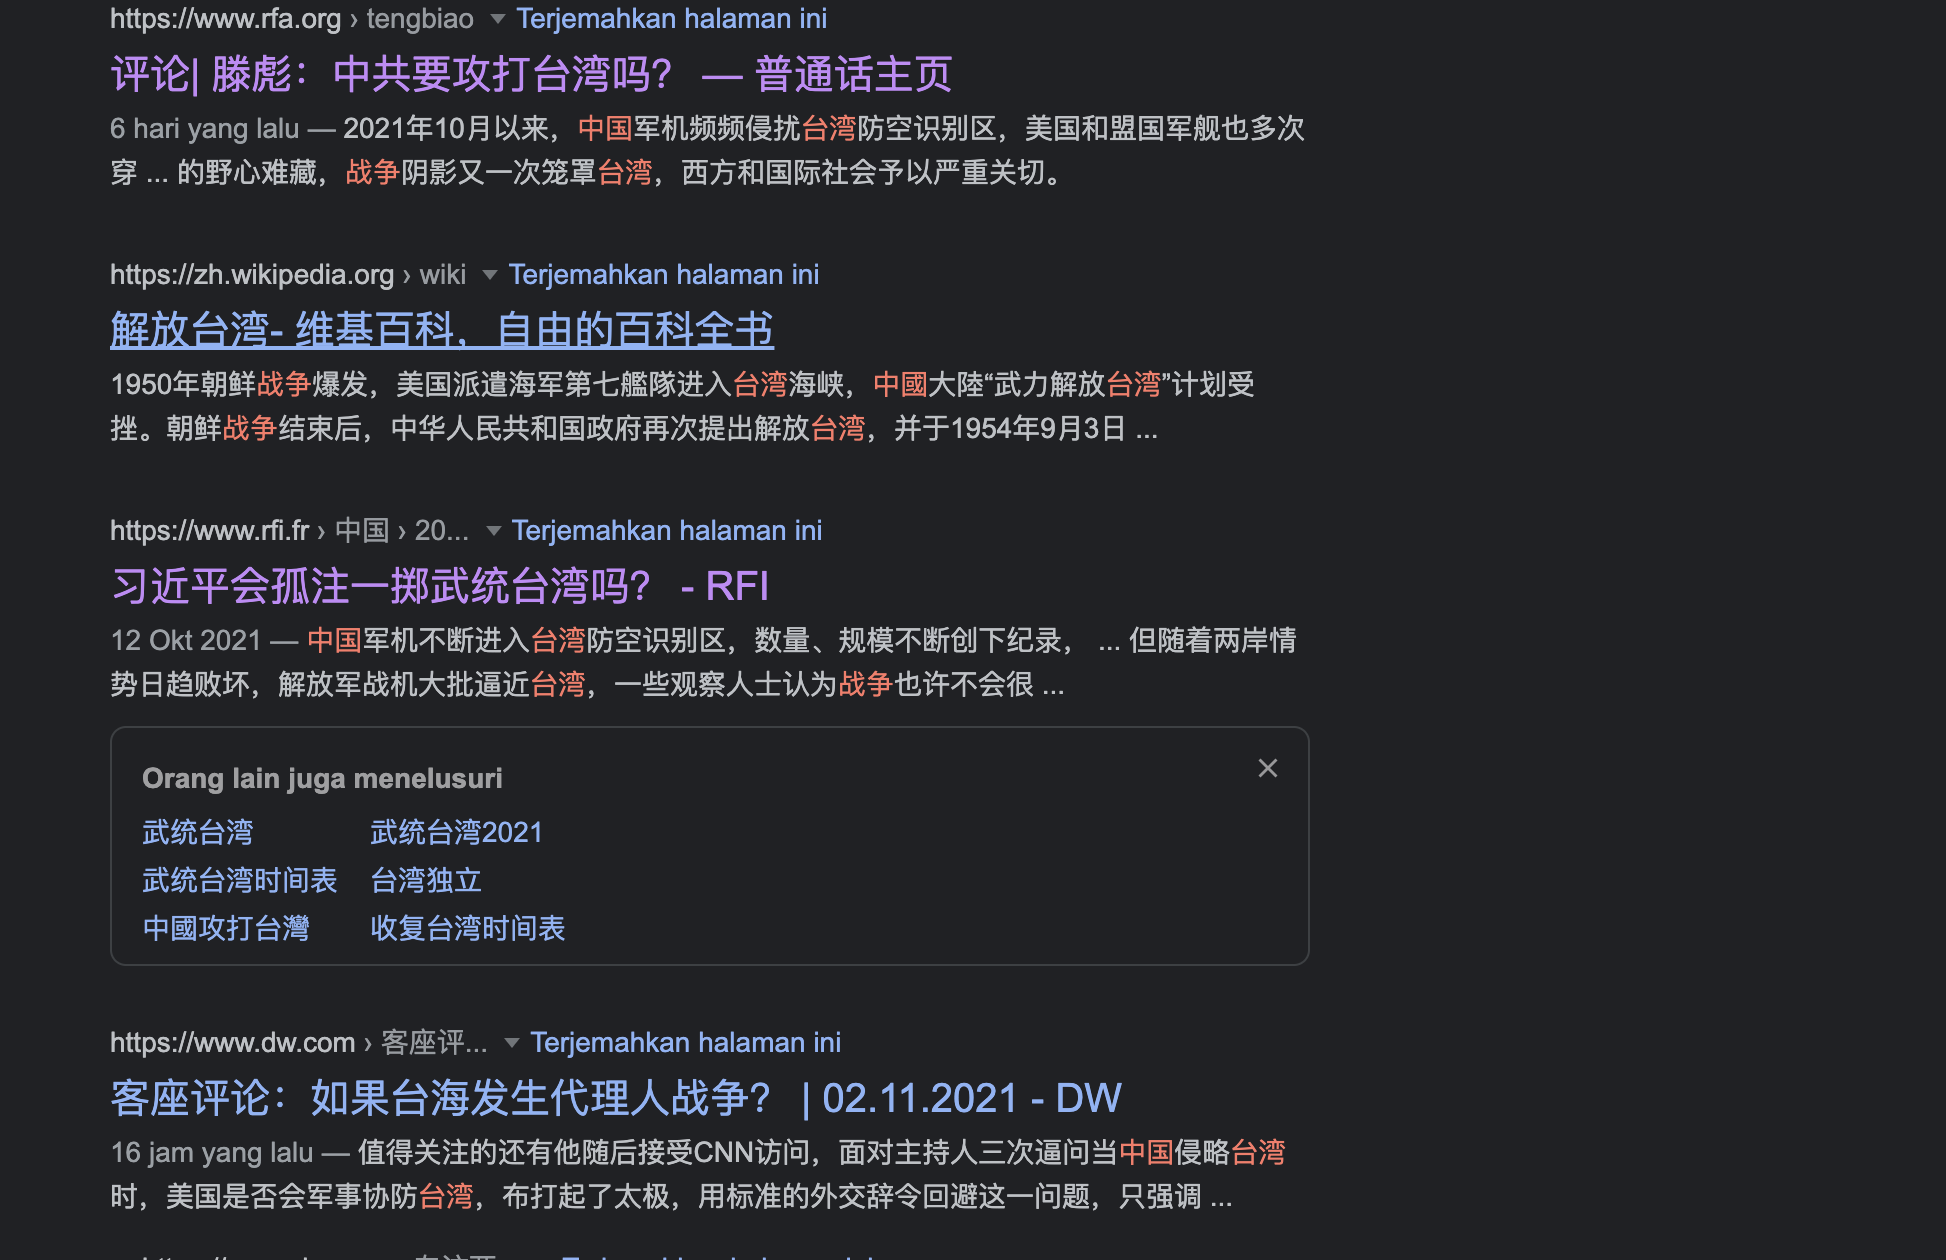 https://www.rfa.org › tengbiao ▼ Terjemahkan halaman ini
评论| 滕彪：中共要攻打台湾吗？ — 普通话主页
6 hari yang lalu — 2021年10月以来，中国军机频频侵扰台湾防空识别区，美国和盟国军舰也多次
穿 ... 的野心难藏，战争阴影又一次笼罩台湾，西方和国际社会予以严重关切。
https://zh.wikipedia.org › wiki ▼ Terjemahkan halaman ini
解放台湾- 维基百科，自由的百科全书
1950年朝鲜战争爆发，美国派遣海军第七艦隊进入台湾海峡，中國大陸“武力解放台湾”计划受
挫。朝鲜战争结束后，中华人民共和国政府再次提出解放台湾，并于1954年9月3日 ...
https://www.rfi.fr › 中国 › 20... ▼ Terjemahkan halaman ini
习近平会孤注一掷武统台湾吗？ - RFI
12 Okt 2021 — 中国军机不断进入台湾防空识别区，数量、规模不断创下纪录， ... 但随着两岸情
势日趋败坏，解放军战机大批逼近台湾，一些观察人士认为战争也许不会很 ...
Orang lain juga menelusuri
武统台湾 武统台湾2021
武统台湾时间表 台湾独立
中國攻打台灣 收复台湾时间表
https://www.dw.com › 客座评... ▼ Terjemahkan halaman ini
客座评论：如果台海发生代理人战争？ | 02.11.2021 - DW
16 jam yang lalu — 值得关注的还有他随后接受CNN访问，面对主持人三次逼问当中国侵略台湾
时，美国是否会军事协防台湾，布打起了太极，用标准的外交辞令回避这一问题，只强调 ...